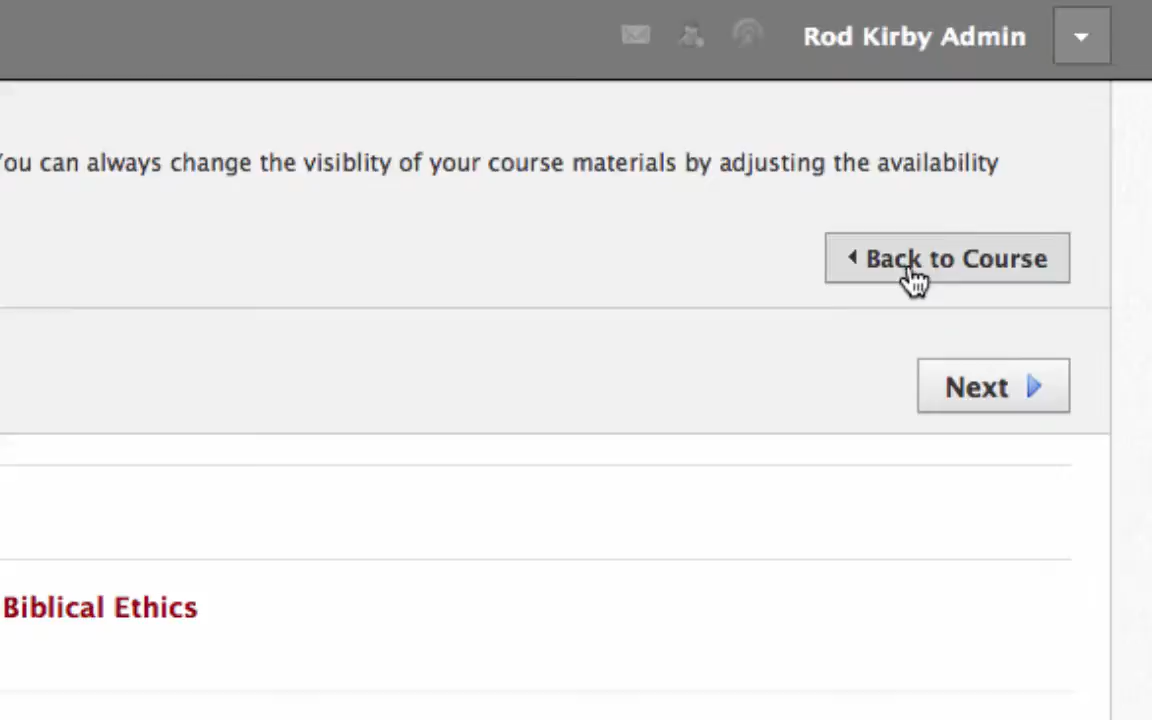 Rod Kirby Admin
You can always change the visiblity of your course materials by adjusting the availability
Back to Course
Next
Biblical Ethics